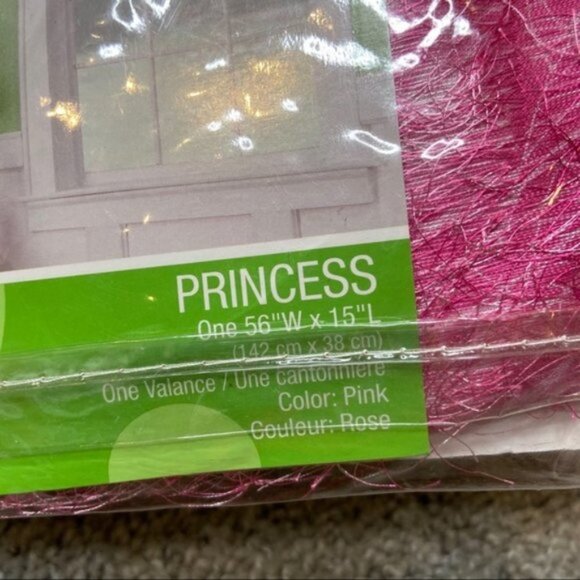 PRINCESS
One 56"W x 15"L
(142 cm x 38 cm)
One Valance / Une cantonnière
Color: Pink
Couleur: Rose